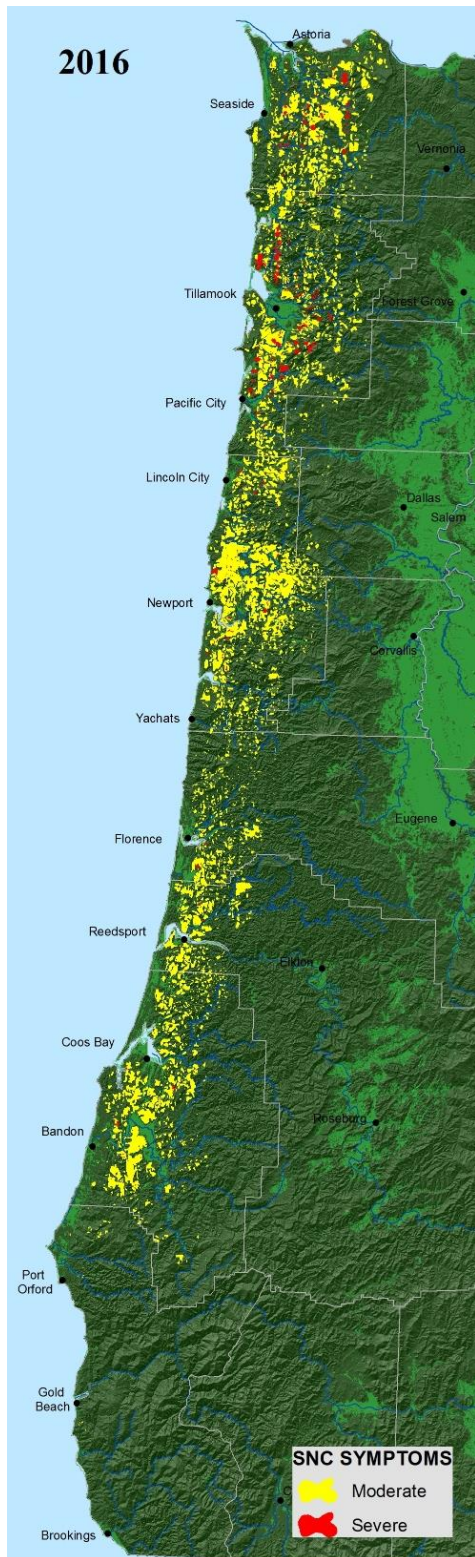 2016
Astoria
Seaside
Vernonia
Tillamook
Forest Grove
Pacific City
Lincoln City
Dallas
Salem
Newport
Corvallis
Yachats
Eugene
Florence
Reedsport
Elkton
Coos Bay
Roseburg
Bandon
Port
Orford
Gold
Beach
SNC SYMPTOMS
Moderate
Severe
Brookings